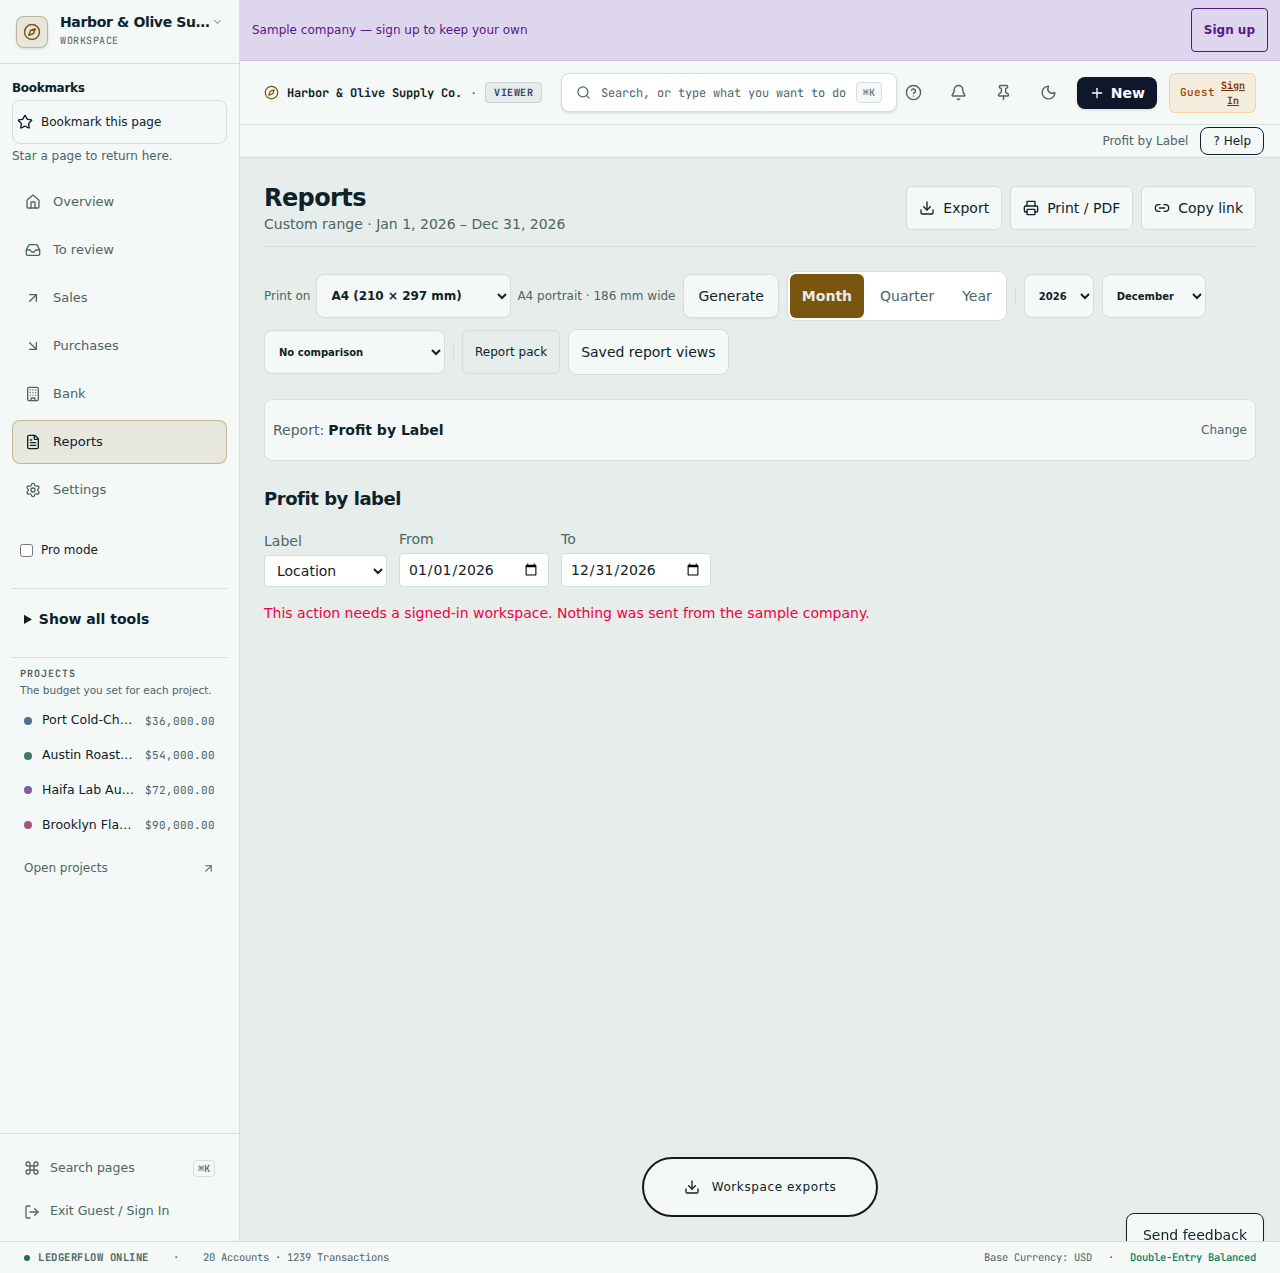 Harbor & Olive Su...
WORKSPACE
Bookmarks
Bookmark this page
Star a page to return here.
Overview
To review
Sales
Purchases
Bank
Reports
Settings
Pro mode
Show all tools
PROJECTS
The budget you set for each project.
Port Cold-Ch... $36,000.00
Austin Roast... $54,000.00
Haifa Lab Au... $72,000.00
Brooklyn Fla... $90,000.00
Open projects
Search pages ⌘K
Exit Guest / Sign In
Sample company — sign up to keep your own
Sign up
Harbor & Olive Supply Co. · VIEWER
Search, or type what you want to do ⌘K
New
Guest Sign In
Profit by Label
? Help
Reports
Custom range · Jan 1, 2026 – Dec 31, 2026
Export
Print / PDF
Copy link
Print on A4 (210 × 297 mm) A4 portrait · 186 mm wide Generate Month Quarter Year 2026 December
No comparison Report pack Saved report views
Report: Profit by Label Change
Profit by label
Label From To
Location 01/01/2026 12/31/2026
This action needs a signed-in workspace. Nothing was sent from the sample company.
Workspace exports
Send feedback
LEDGERFLOW ONLINE · 20 Accounts · 1239 Transactions
Base Currency: USD · Double-Entry Balanced